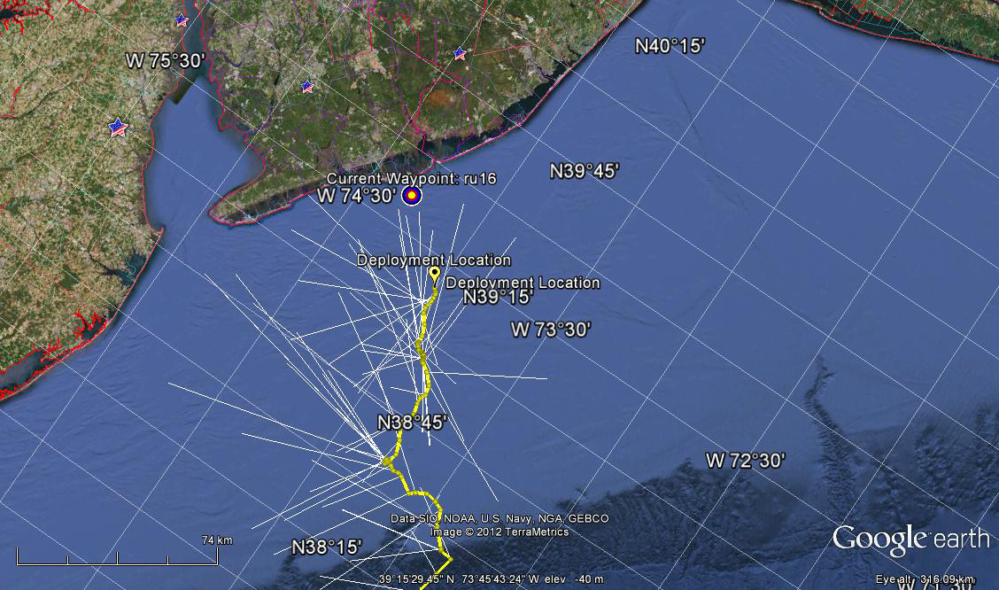 N40°15'
W 75°30'
N39°45'
Current Waypoint: ru16
W 74°30'
Deployment Location
Deployment Location
N39°15'
W 73°30'
N38°45'
W 72°30'
Data SIO, NOAA, U.S. Navy, NGA, GEBCO
Image © 2012 TerraMetrics
74 km
N38°15'
Google earth
39°15'29.45" N 73°45'43.24" W elev -40 m
Eye alt 316.09 km